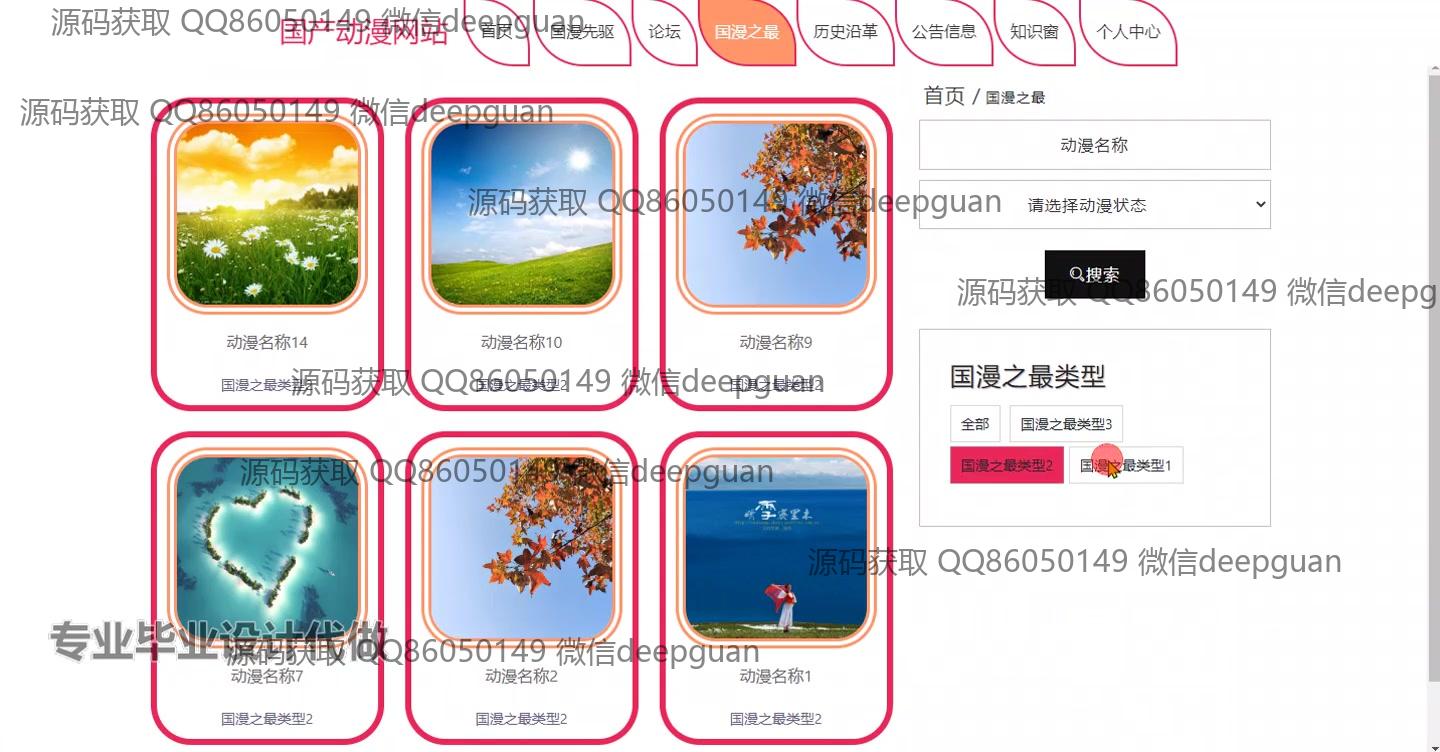 源码获取 QQ86050149 微信deepguan
国产动漫网站 首页 国漫先驱 论坛 国漫之最 历史沿革 公告信息 知识窗 个人中心
首页 / 国漫之最
源码获取 QQ86050149 微信deepguan
动漫名称
源码获取 QQ86050149 微信deepguan
请选择动漫状态
搜索
源码获取 QQ86050149 微信deepg
动漫名称14 动漫名称10 动漫名称9
国漫之最类型2 国漫之最类型2 国漫之最类型2
源码获取 QQ86050149 微信deepguan
国漫之最类型
全部 国漫之最类型3
国漫之最类型2 国漫之最类型1
源码获取 QQ86050149 微信deepguan
源码获取 QQ86050149 微信deepguan
专业毕业设计代做
源码获取 QQ86050149 微信deepguan
动漫名称7 动漫名称2 动漫名称1
国漫之最类型2 国漫之最类型2 国漫之最类型2